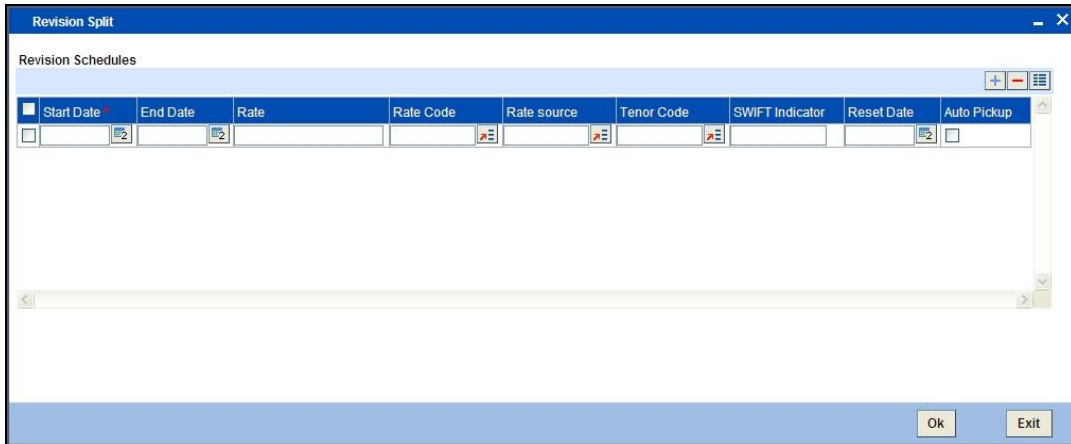 Revision Split
Revision Schedules
Start Date * End Date Rate Rate Code Rate source Tenor Code SWIFT Indicator Reset Date Auto Pickup
Ok Exit